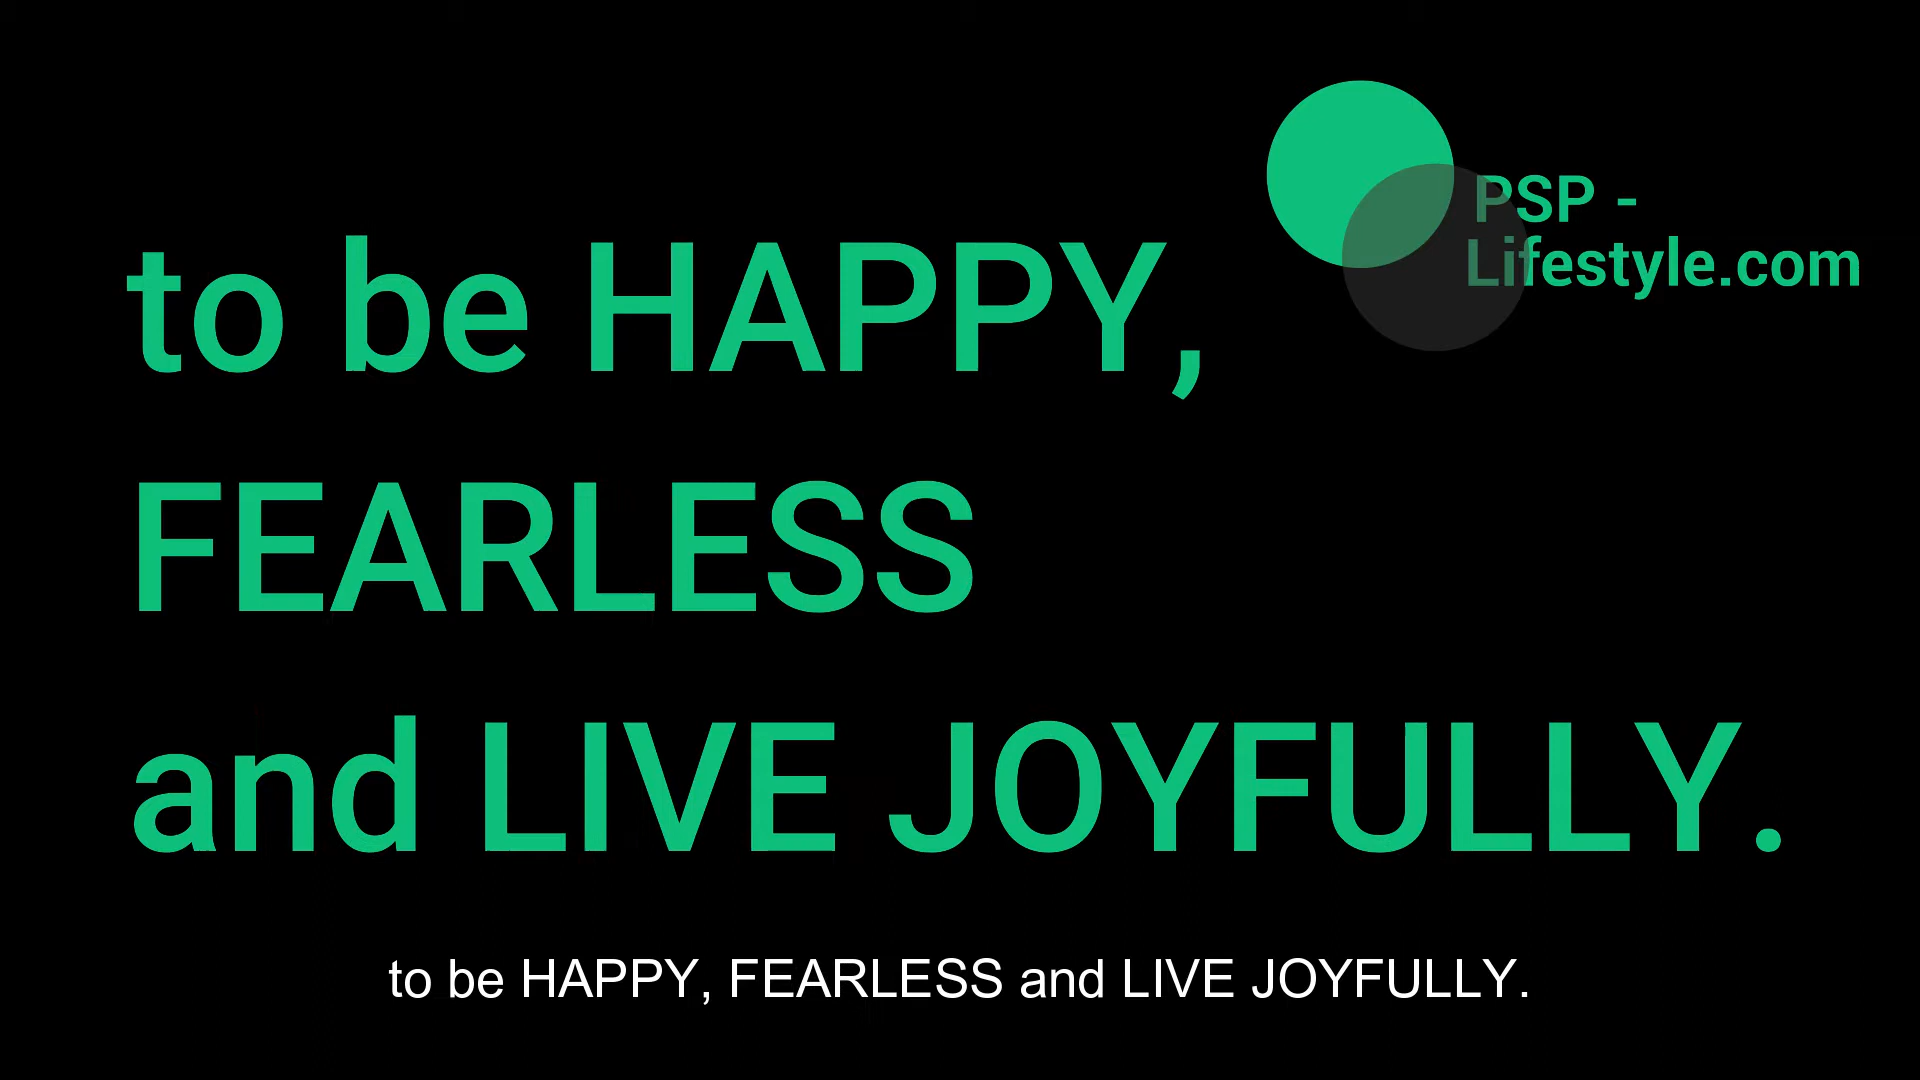 PSP -
Lifestyle.com
to be HAPPY,
FEARLESS
and LIVE JOYFULLY.
to be HAPPY, FEARLESS and LIVE JOYFULLY.